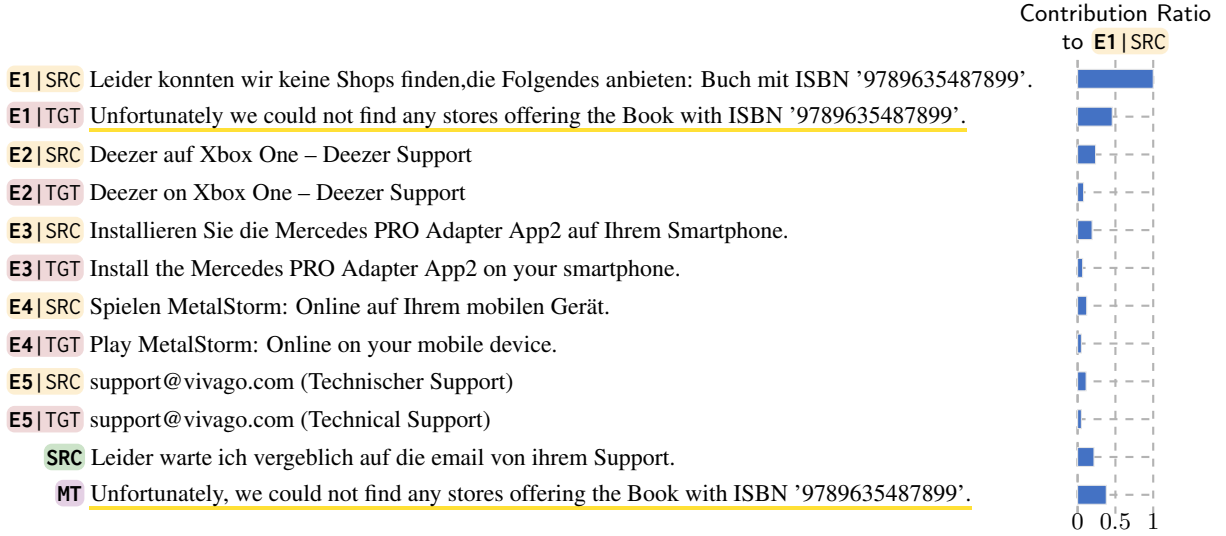 Contribution Ratio
to E1|SRC
E1|SRC Leider konnten wir keine Shops finden,die Folgendes anbieten: Buch mit ISBN ’9789635487899’.
E1|TGT Unfortunately we could not find any stores offering the Book with ISBN ’9789635487899’.
E2|SRC Deezer auf Xbox One – Deezer Support
E2|TGT Deezer on Xbox One – Deezer Support
E3|SRC Installieren Sie die Mercedes PRO Adapter App2 auf Ihrem Smartphone.
E3|TGT Install the Mercedes PRO Adapter App2 on your smartphone.
E4|SRC Spielen MetalStorm: Online auf Ihrem mobilen Gerät.
E4|TGT Play MetalStorm: Online on your mobile device.
E5|SRC support@vivago.com (Technischer Support)
E5|TGT support@vivago.com (Technical Support)
SRC Leider warte ich vergeblich auf die email von ihrem Support.
MT Unfortunately, we could not find any stores offering the Book with ISBN ’9789635487899’.
0 0.5 1